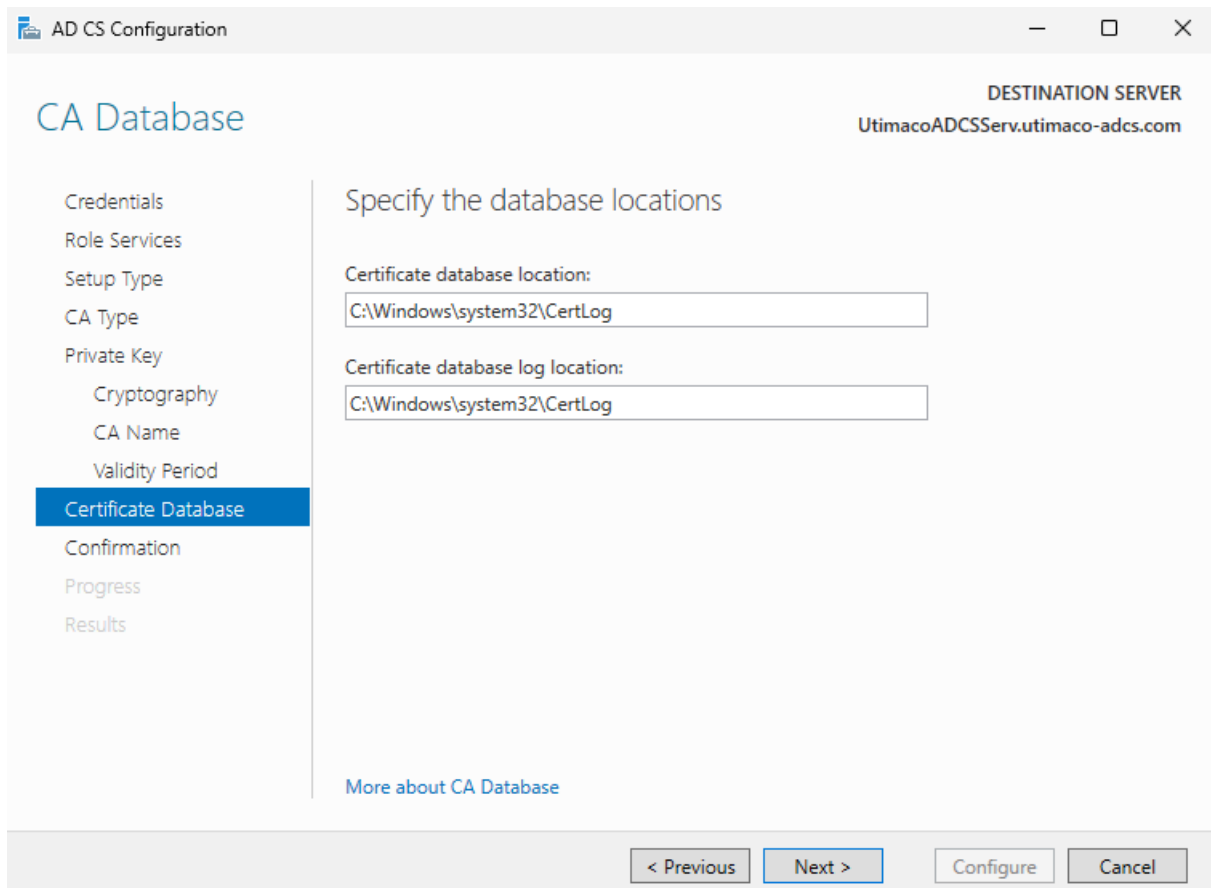 AD CS Configuration
CA Database
DESTINATION SERVER
UtimacoADCSServ.utimaco-adcs.com
Credentials
Role Services
Setup Type
CA Type
Private Key
Cryptography
CA Name
Validity Period
Certificate Database
Confirmation
Progress
Results
Specify the database locations
Certificate database location:
C:\Windows\system32\CertLog
Certificate database log location:
C:\Windows\system32\CertLog
More about CA Database
< Previous
Next >
Configure
Cancel